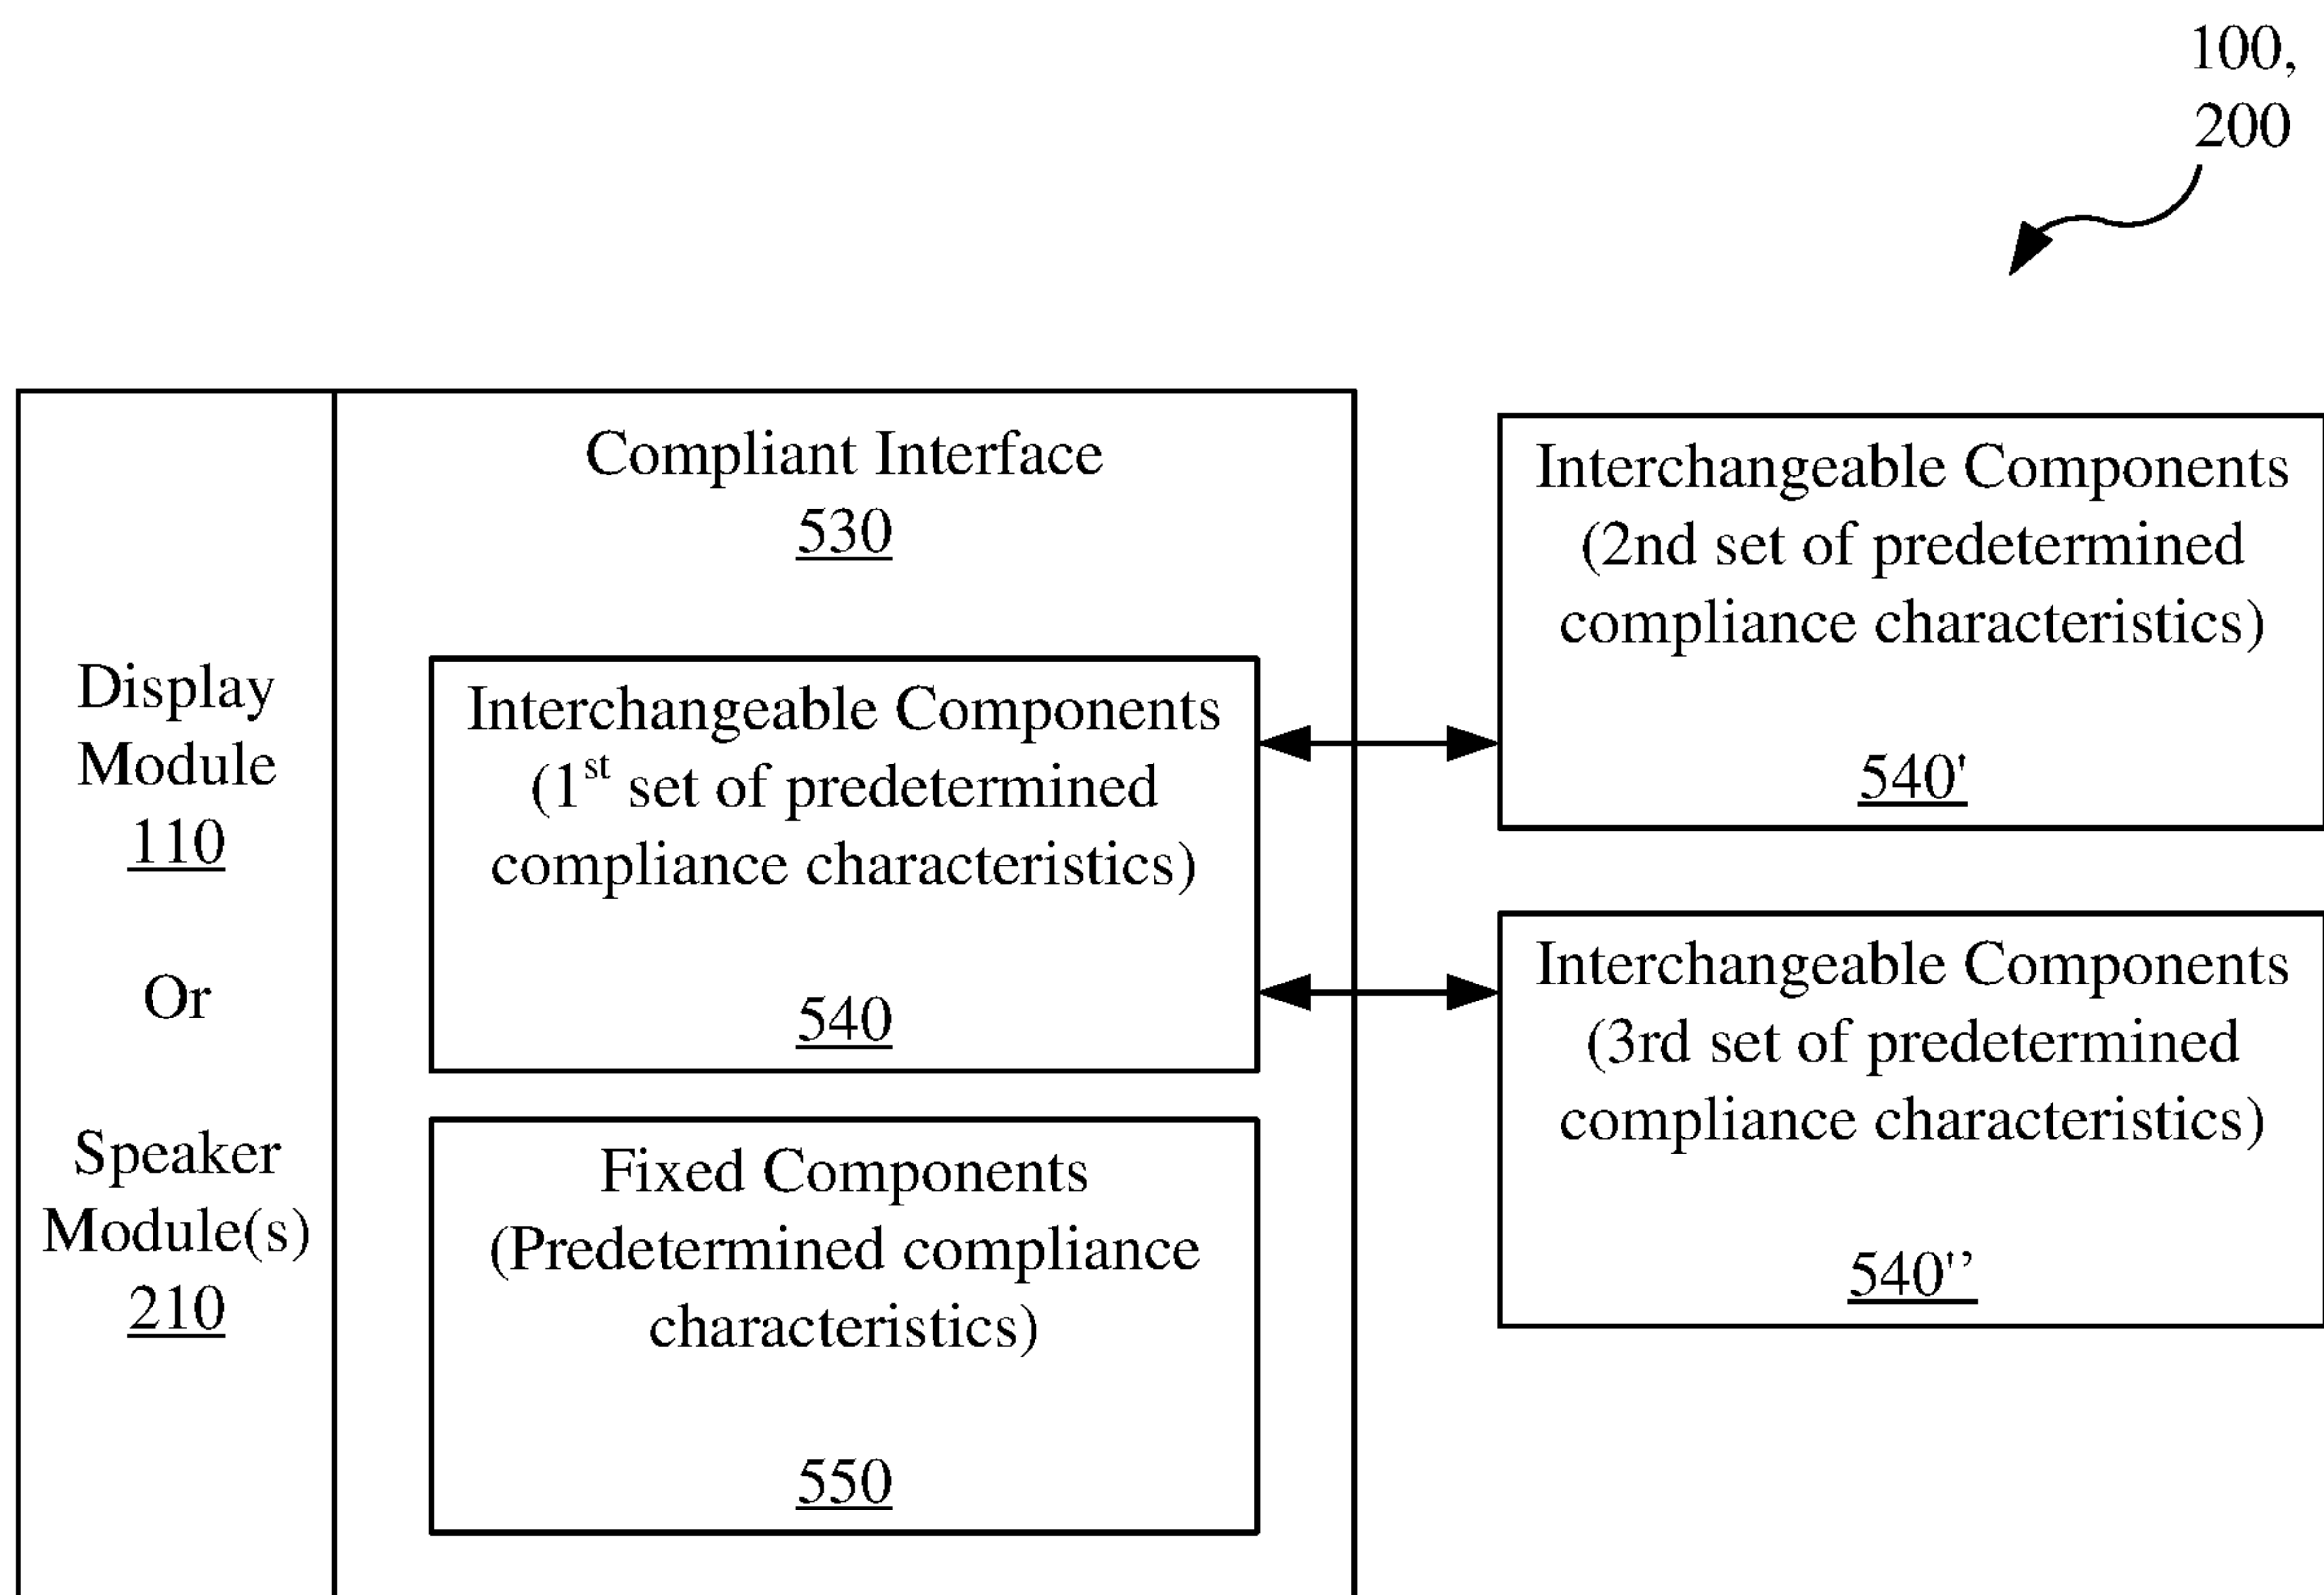 100,
200
Display
Module
110
Or
Speaker
Module(s)
210
Compliant Interface
530
Interchangeable Components
(1st set of predetermined
compliance characteristics)
540
Fixed Components
(Predetermined compliance
characteristics)
550
Interchangeable Components
(2nd set of predetermined
compliance characteristics)
540'
Interchangeable Components
(3rd set of predetermined
compliance characteristics)
540'’